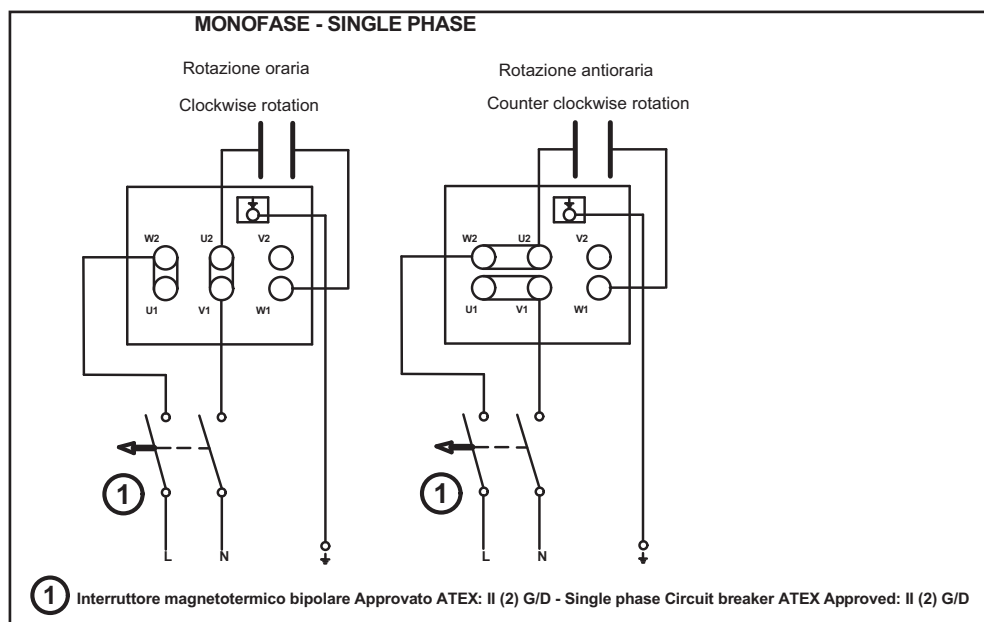 MONOFASE - SINGLE PHASE
Rotazione oraria
Clockwise rotation
Rotazione antioraria
Counter clockwise rotation
W2 U2 V2
U1 V1 W1
W2 U2 V2
U1 V1 W1
1
1
L N
L N
1 Interruttore magnetotermico bipolare Approvato ATEX: II (2) G/D - Single phase Circuit breaker ATEX Approved: II (2) G/D